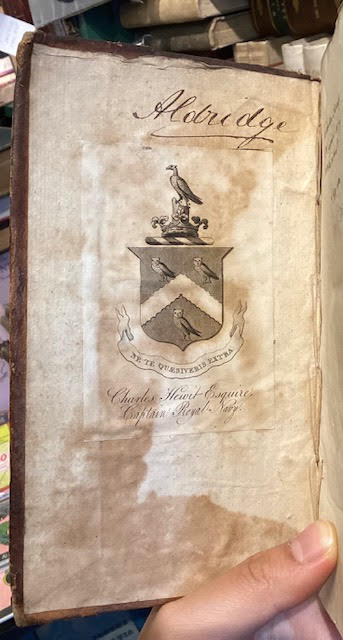 Aldridge
NE TE QUÆSIVERIS EXTRA
Charles Hewit Esquire,
Captain Royal Navy.